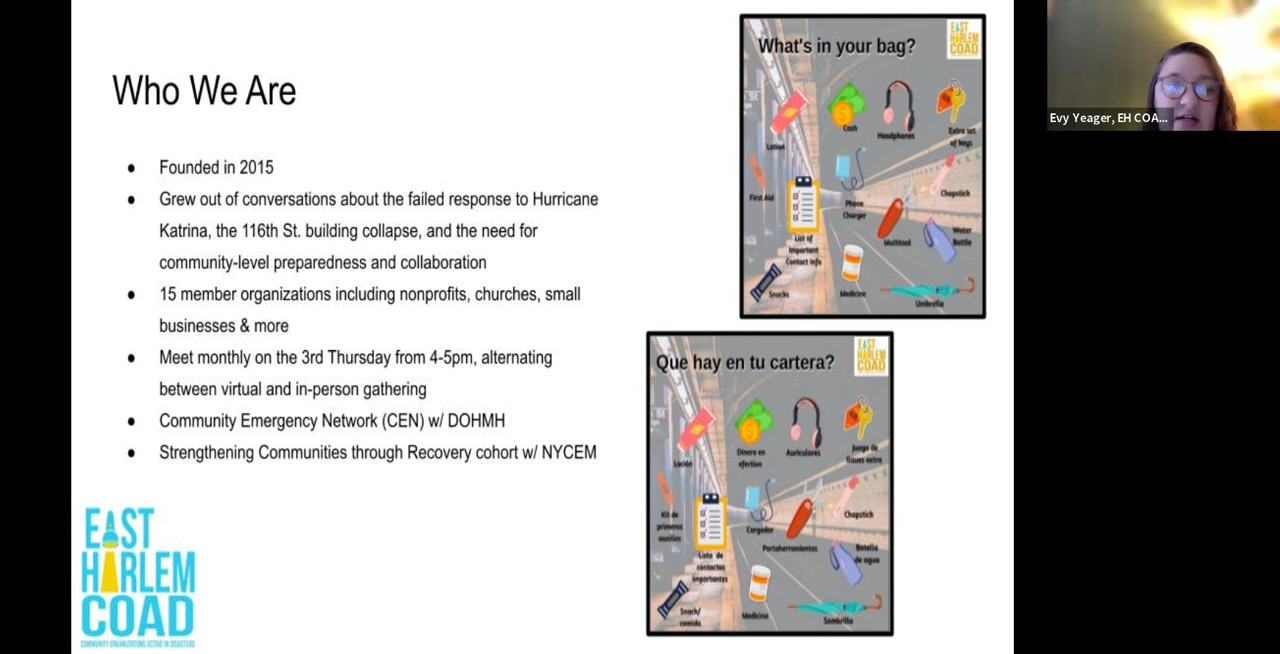 Who We Are
Founded in 2015
Grew out of conversations about the failed response to Hurricane
Katrina, the 116th St. building collapse, and the need for
community-level preparedness and collaboration
15 member organizations including nonprofits, churches, small
businesses & more
Meet monthly on the 3rd Thursday from 4-5pm, alternating
between virtual and in-person gathering
Community Emergency Network (CEN) w/ DOHMH
Strengthening Communities through Recovery cohort w/ NYCEM
EAST
HARLEM
COAD
COMMUNITY ORGANIZATIONS ACTIVE IN DISASTERS
What's in your bag?
EAST
HARLEM
COAD
Lotion
Cash
Headphones
Extra set
of keys
First Aid
List of
Important
Contact Info
Phone
Charger
Multitool
Chapstick
Water
Bottle
Snacks
Medicine
Umbrella
Que hay en tu cartera?
EAST
HARLEM
COAD
Loción
Dinero en
efectivo
Auriculares
Juego de
llaves extra
Kit de
primeros
auxilios
Lista de
contactos
importantes
Cargador
Portaherramientas
Chapstick
Botella
de agua
Snack/
comida
Medicina
Sombrilla
Evy Yeager, EH COA...